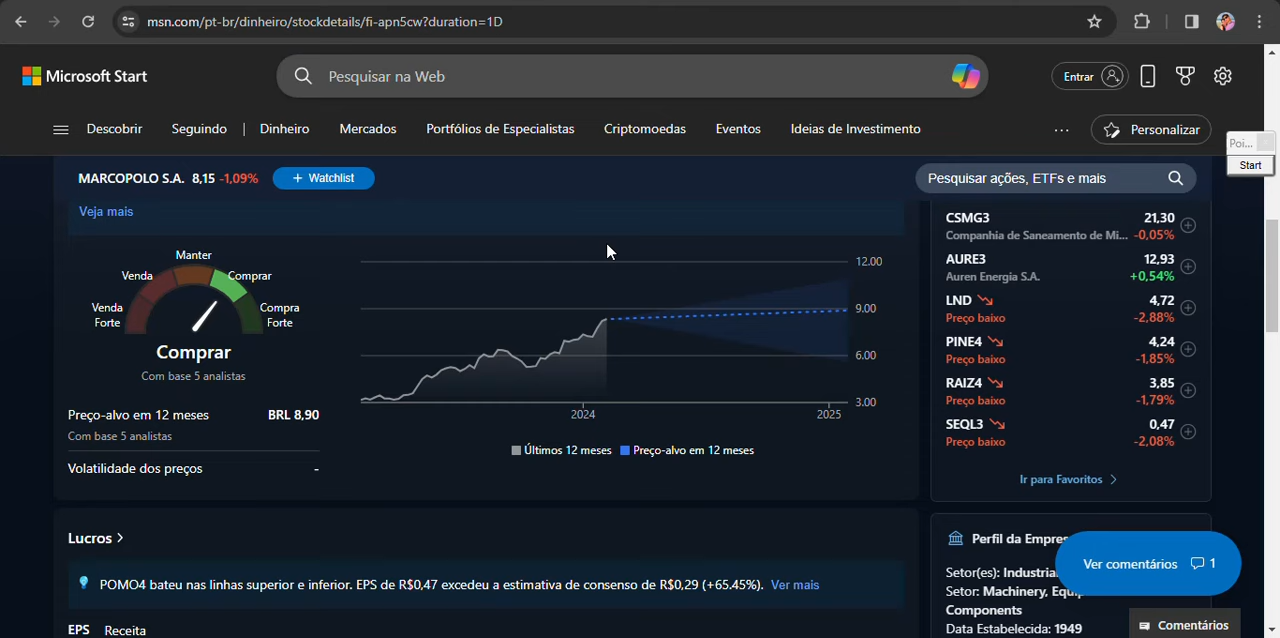 msn.com/pt-br/dinheiro/stockdetails/fi-apn5cw?duration=1D
Microsoft Start
Pesquisar na Web
Entrar
Descobrir
Seguindo
Dinheiro
Mercados
Portfólios de Especialistas
Criptomoedas
Eventos
Ideias de Investimento
...
Personalizar
Poi...
Start
MARCOPOLO S.A. 8,15 -1,09%
+ Watchlist
Pesquisar ações, ETFs e mais
Veja mais
Manter
Venda
Comprar
Venda
Forte
Compra
Forte
Comprar
Com base 5 analistas
Preço-alvo em 12 meses BRL 8,90
Com base 5 analistas
Volatilidade dos preços -
12.00
9.00
6.00
3.00
2024
2025
Últimos 12 meses
Preço-alvo em 12 meses
CSMG3 21,30
Companhia de Saneamento de Mi... -0,05%
AURE3 12,93
Auren Energia S.A. +0,54%
LND 4,72
Preço baixo -2,88%
PINE4 4,24
Preço baixo -1,85%
RAIZ4 3,85
Preço baixo -1,79%
SEQL3 0,47
Preço baixo -2,08%
Ir para Favoritos >
Lucros >
POMO4 bateu nas linhas superior e inferior. EPS de R$0,47 excedeu a estimativa de consenso de R$0,29 (+65.45%). Ver mais
EPS Receita
Perfil da Empres
Setor(es): Industria
Setor: Machinery, Equip
Components
Data Estabelecida: 1949
Ver comentários 1
Comentários